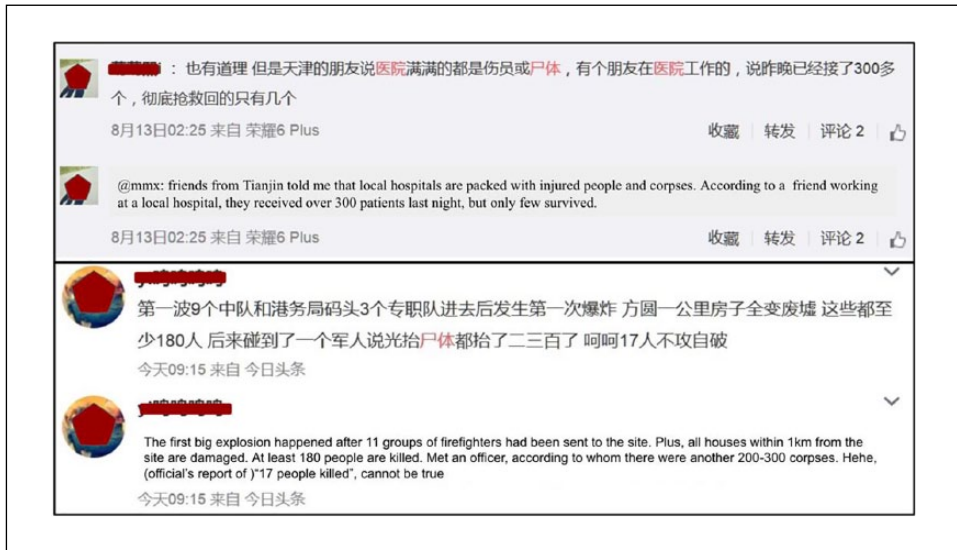 ： 也有道理 但是天津的朋友说医院满满的都是伤员或尸体，有个朋友在医院工作的，说昨晚已经接了300多
个，彻底抢救回的只有几个
8月13日02:25 来自 荣耀6 Plus 收藏 转发 评论 2
@mmx: friends from Tianjin told me that local hospitals are packed with injured people and corpses. According to a friend working
at a local hospital, they received over 300 patients last night, but only few survived.
8月13日02:25 来自 荣耀6 Plus 收藏 转发 评论 2
第一波9个中队和港务局码头3个专职队进去后发生第一次爆炸 方圆一公里房子全变废墟 这些都至
少180人 后来碰到了一个军人说光抬尸体都抬了二三百了 呵呵17人不攻自破
今天09:15 来自 今日头条
The first big explosion happened after 11 groups of firefighters had been sent to the site. Plus, all houses within 1km from the
site are damaged. At least 180 people are killed. Met an officer, according to whom there were another 200-300 corpses. Hehe,
(official's report of )"17 people killed", cannot be true
今天09:15 来自 今日头条